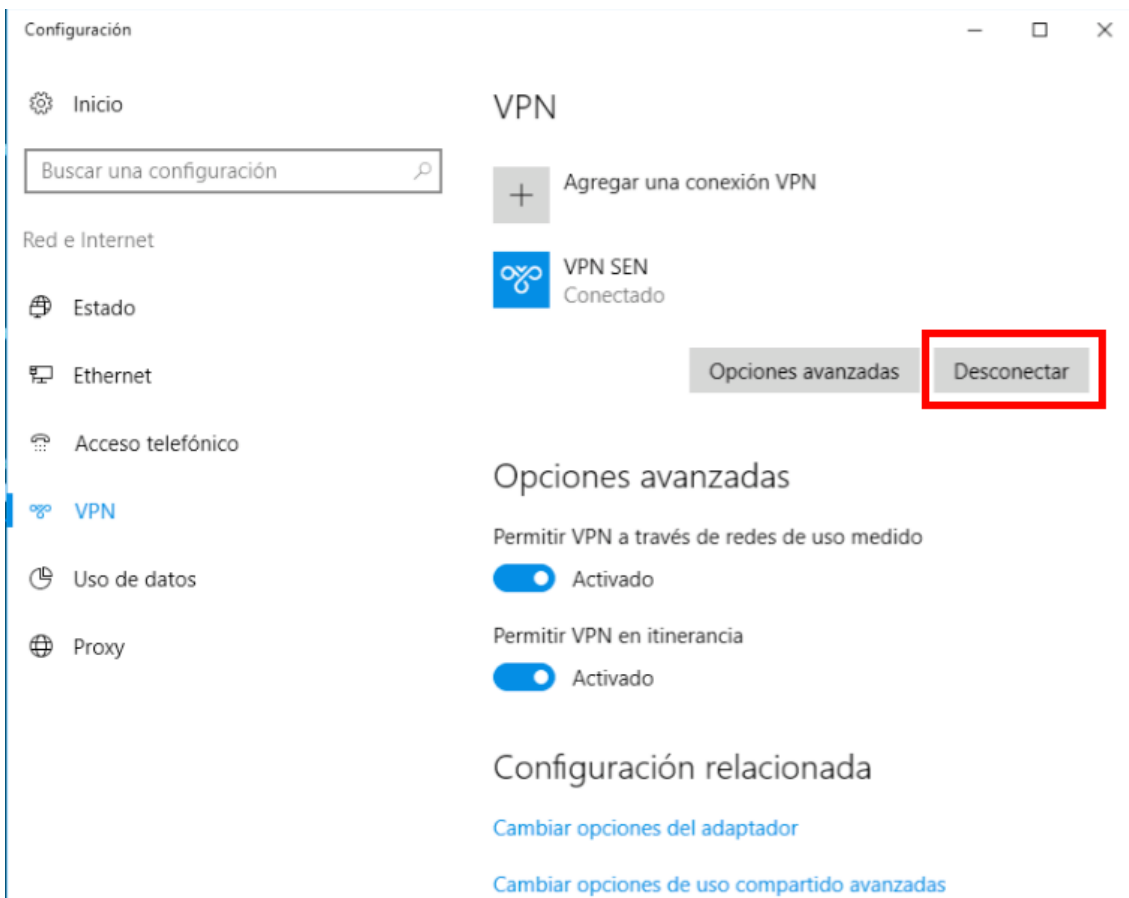 Configuración
Inicio
Buscar una configuración
Red e Internet
Estado
Ethernet
Acceso telefónico
VPN
Uso de datos
Proxy
VPN
Agregar una conexión VPN
VPN SEN
Conectado
Opciones avanzadas
Desconectar
Opciones avanzadas
Permitir VPN a través de redes de uso medido
Activado
Permitir VPN en itinerancia
Activado
Configuración relacionada
Cambiar opciones del adaptador
Cambiar opciones de uso compartido avanzadas